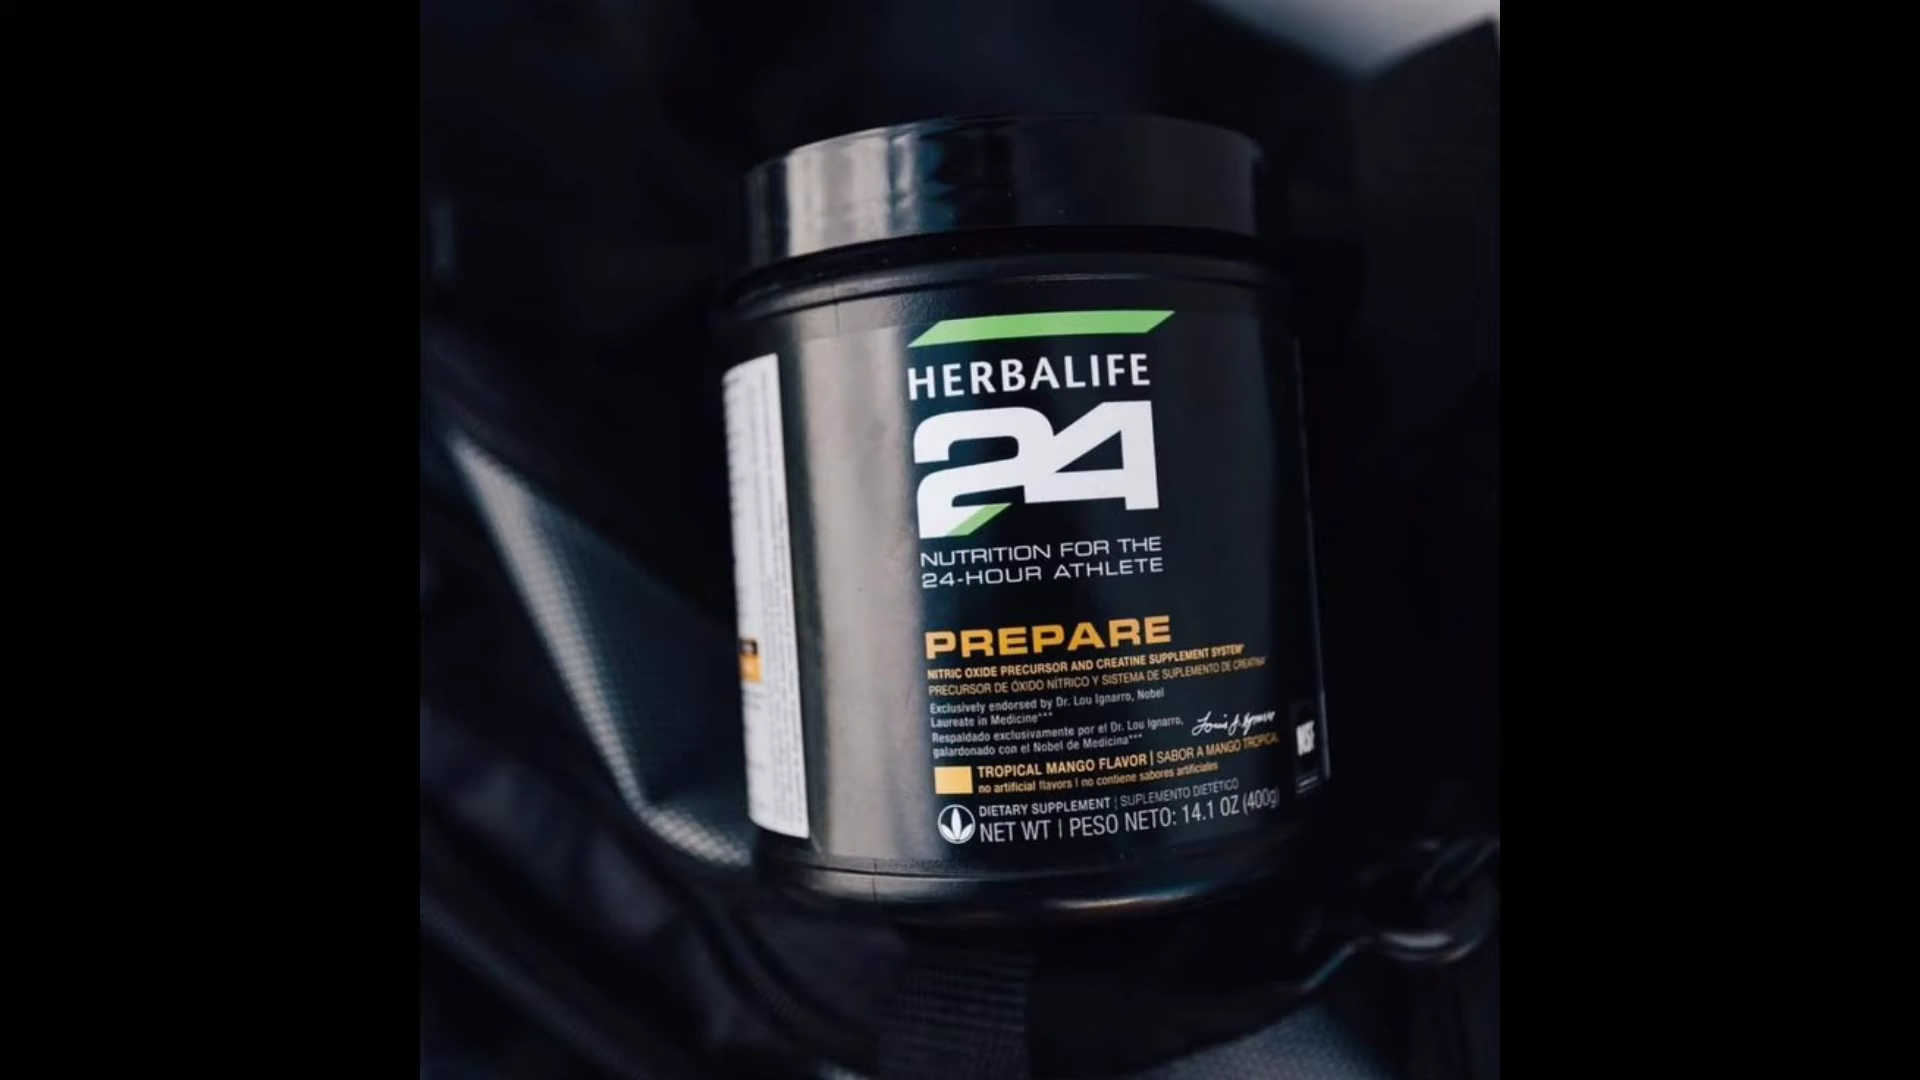 HERBALIFE
24
NUTRITION FOR THE
24-HOUR ATHLETE
PREPARE
NITRIC OXIDE PRECURSOR AND CREATINE SUPPLEMENT SYSTEM*
PRECURSOR DE ÓXIDO NÍTRICO Y SISTEMA DE SUPLEMENTO DE CREATINA*
Exclusively endorsed by Dr. Lou Ignarro, Nobel
Laureate in Medicine***
Respaldado exclusivamente por el Dr. Lou Ignarro,
galardonado con el Nobel de Medicina***
TROPICAL MANGO FLAVOR | SABOR A MANGO TROPICAL
no artificial flavors | no contiene sabores artificiales
DIETARY SUPPLEMENT | SUPLEMENTO DIETÉTICO
NET WT | PESO NETO: 14.1 OZ (400g)
NSF